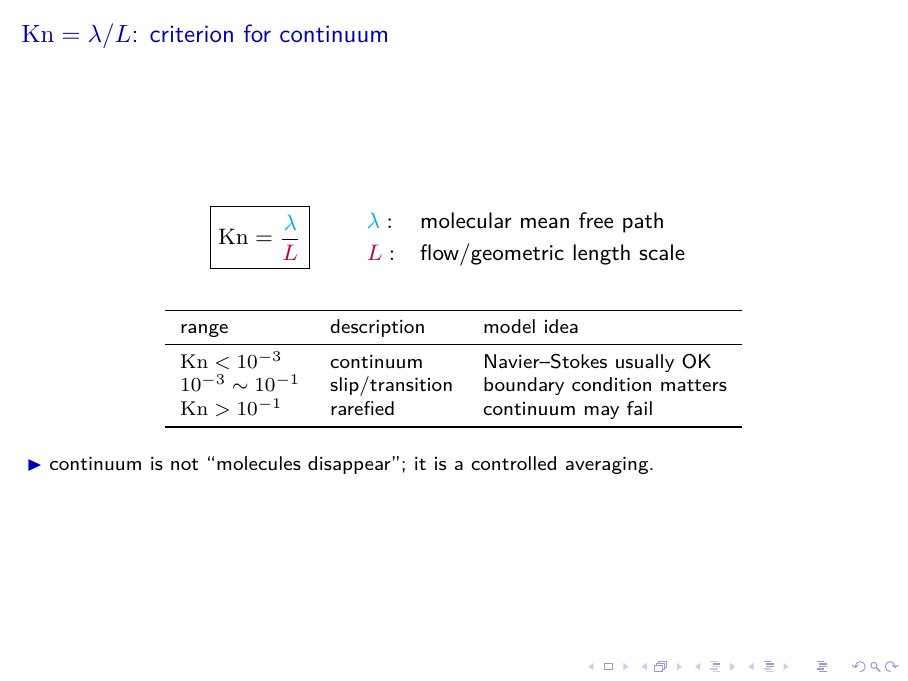 Kn = λ/L: criterion for continuum
Kn = λ/L
λ : molecular mean free path
L : flow/geometric length scale
range description model idea
Kn < 10⁻³ continuum Navier–Stokes usually OK
10⁻³ ∼ 10⁻¹ slip/transition boundary condition matters
Kn > 10⁻¹ rarefied continuum may fail
▶ continuum is not “molecules disappear”; it is a controlled averaging.